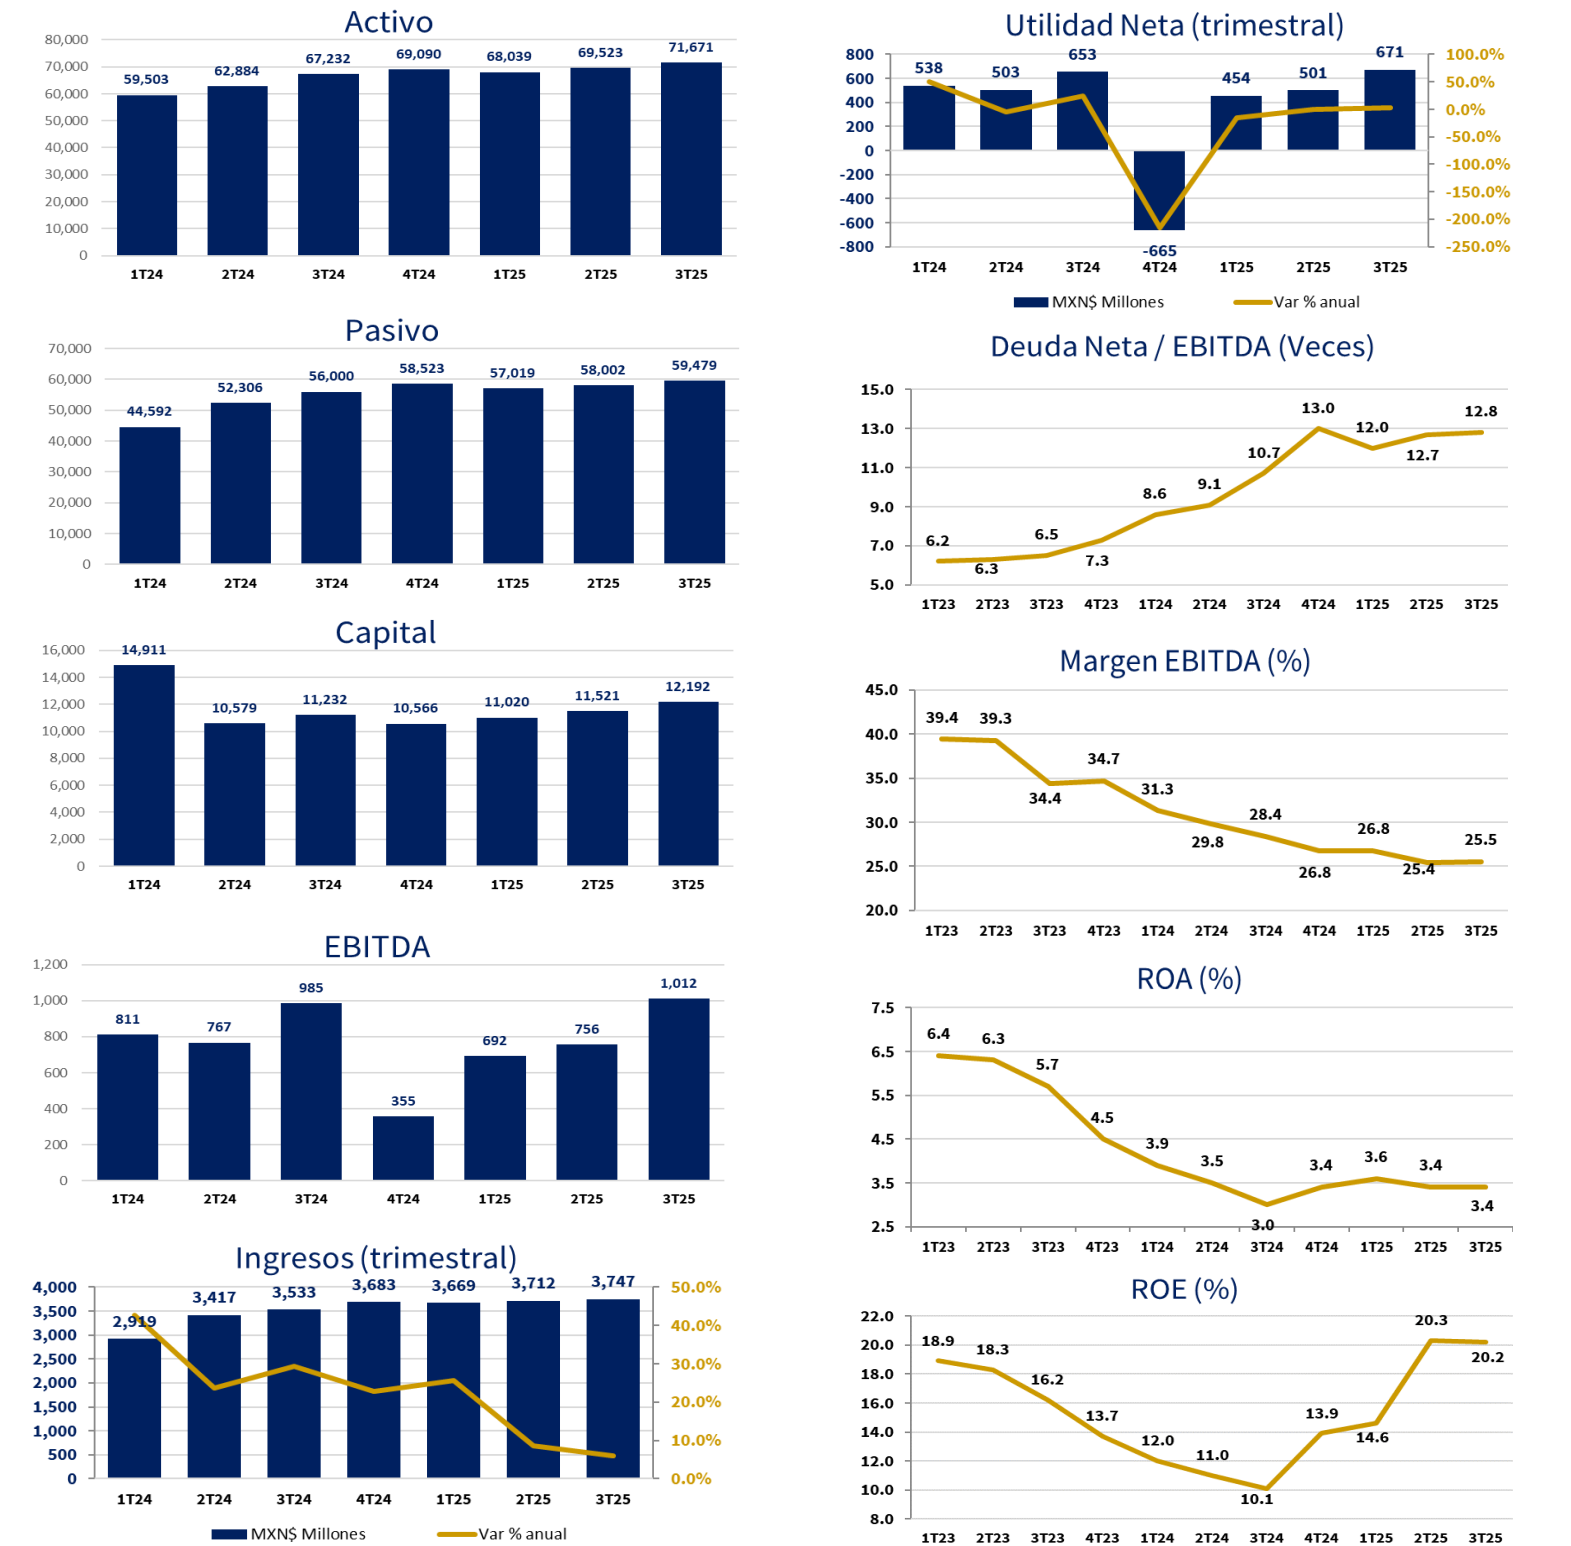 Activo
80,000
70,000
60,000
50,000
40,000
30,000
20,000
10,000
0
59,503 62,884 67,232 69,090 68,039 69,523 71,671
1T24 2T24 3T24 4T24 1T25 2T25 3T25
Pasivo
70,000
60,000
50,000
40,000
30,000
20,000
10,000
0
44,592 52,306 56,000 58,523 57,019 58,002 59,479
1T24 2T24 3T24 4T24 1T25 2T25 3T25
Capital
16,000
14,000
12,000
10,000
8,000
6,000
4,000
2,000
0
14,911 10,579 11,232 10,566 11,020 11,521 12,192
1T24 2T24 3T24 4T24 1T25 2T25 3T25
EBITDA
1,200
1,000
800
600
400
200
0
811 767 985 355 692 756 1,012
1T24 2T24 3T24 4T24 1T25 2T25 3T25
Ingresos (trimestral)
4,000
3,500
3,000
2,500
2,000
1,500
1,000
500
0
2,919 3,417 3,533 3,683 3,669 3,712 3,747
50.0%
40.0%
30.0%
20.0%
10.0%
0.0%
1T24 2T24 3T24 4T24 1T25 2T25 3T25
MXN$ Millones Var % anual
Utilidad Neta (trimestral)
800
600
400
200
0
-200
-400
-600
-800
538 503 653 -665 454 501 671
100.0%
50.0%
0.0%
-50.0%
-100.0%
-150.0%
-200.0%
-250.0%
1T24 2T24 3T24 4T24 1T25 2T25 3T25
MXN$ Millones Var % anual
Deuda Neta / EBITDA (Veces)
15.0
13.0
11.0
9.0
7.0
5.0
6.2 6.3 6.5 7.3 8.6 9.1 10.7 13.0 12.0 12.7 12.8
1T23 2T23 3T23 4T23 1T24 2T24 3T24 4T24 1T25 2T25 3T25
Margen EBITDA (%)
45.0
40.0
35.0
30.0
25.0
20.0
39.4 39.3 34.4 34.7 31.3 29.8 28.4 26.8 26.8 25.4 25.5
1T23 2T23 3T23 4T23 1T24 2T24 3T24 4T24 1T25 2T25 3T25
ROA (%)
7.5
6.5
5.5
4.5
3.5
2.5
6.4 6.3 5.7 4.5 3.9 3.5 3.0 3.4 3.6 3.4 3.4
1T23 2T23 3T23 4T23 1T24 2T24 3T24 4T24 1T25 2T25 3T25
ROE (%)
22.0
20.0
18.0
16.0
14.0
12.0
10.0
8.0
18.9 18.3 16.2 13.7 12.0 11.0 10.1 13.9 14.6 20.3 20.2
1T23 2T23 3T23 4T23 1T24 2T24 3T24 4T24 1T25 2T25 3T25